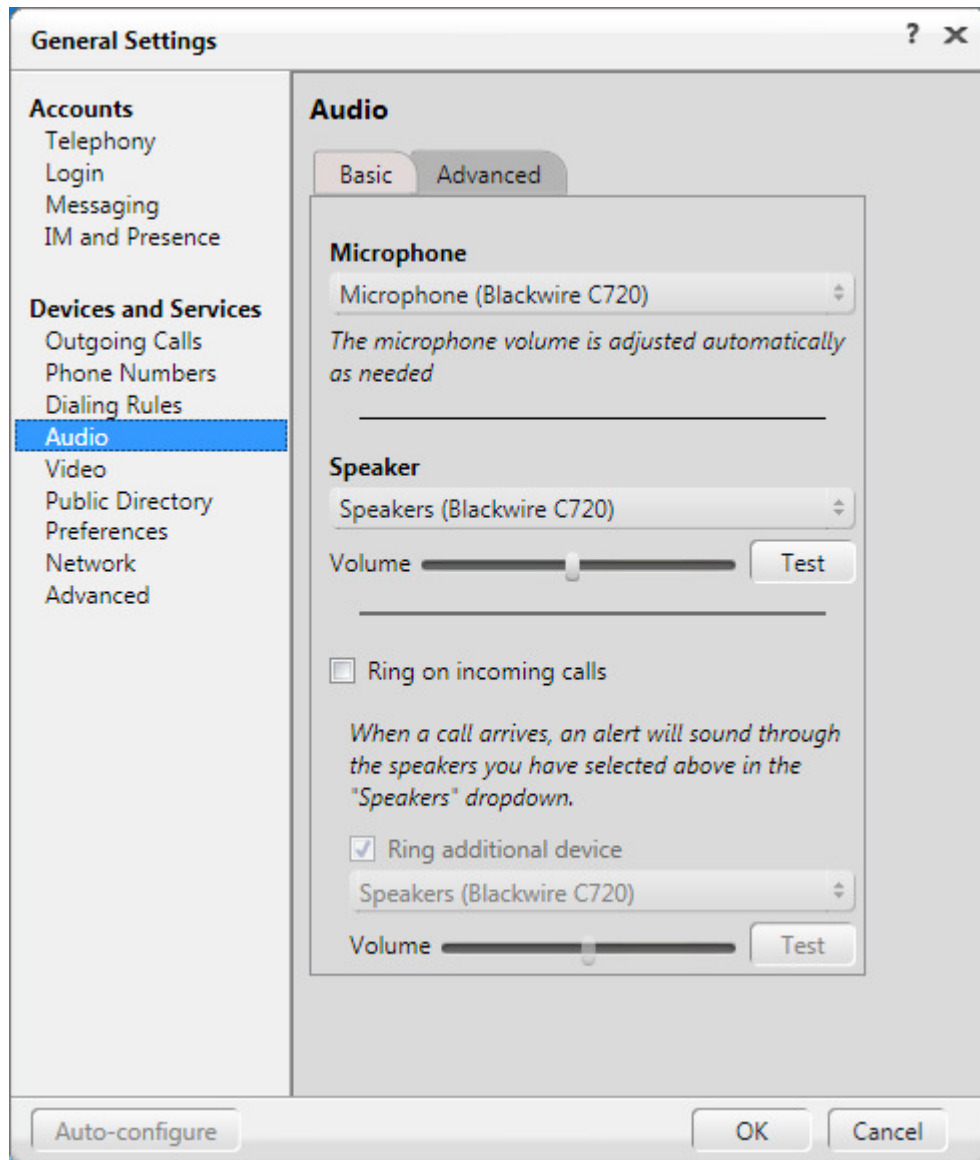 General Settings
?
Accounts
Telephony
Login
Messaging
IM and Presence
Devices and Services
Outgoing Calls
Phone Numbers
Dialing Rules
Audio
Video
Public Directory
Preferences
Network
Advanced
Audio
Basic
Advanced
Microphone
Microphone (Blackwire C720)
The microphone volume is adjusted automatically
as needed
Speaker
Speakers (Blackwire C720)
Volume
Test
Ring on incoming calls
When a call arrives, an alert will sound through
the speakers you have selected above in the
"Speakers" dropdown.
Ring additional device
Speakers (Blackwire C720)
Volume
Test
Auto-configure
OK
Cancel